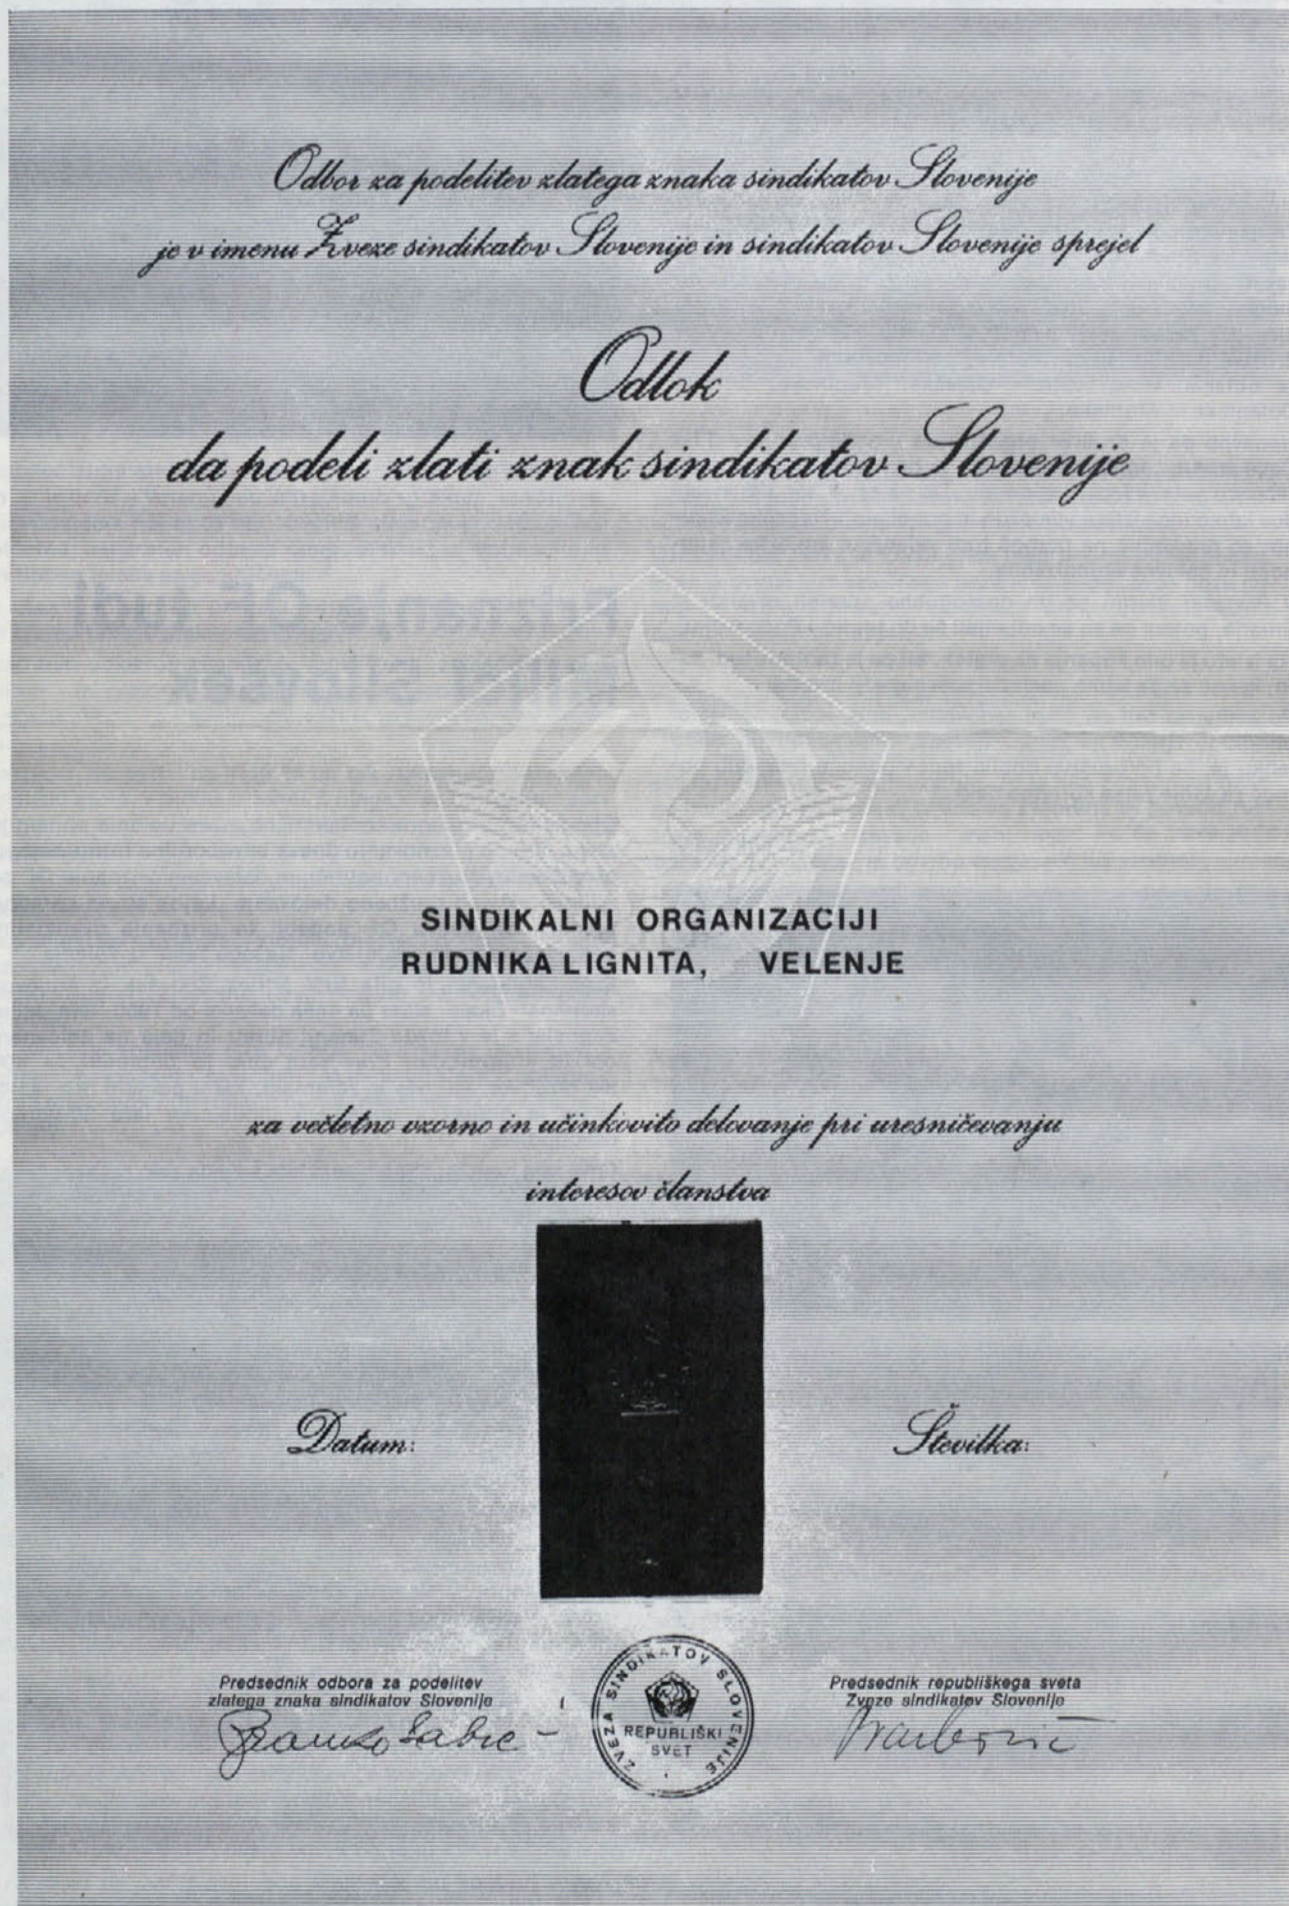 Odbor za podelitev zlatega znaka sindikatov Slovenije
je v imenu Zveze sindikatov Slovenije in sindikatov Slovenije sprejel
Odlok
da podeli zlati znak sindikatov Slovenije
SINDIKALNI ORGANIZACIJI
RUDNIKA LIGNITA, VELENJE
za večletno vzorno in učinkovito delovanje pri uresničevanju
interesov članstva
Datum:
Številka:
Predsednik odbora za podelitev
zlatega znaka sindikatov Slovenije
ZVEZA SINDIKATOV SLOVENIJE
REPUBLIŠKI
SVET
Predsednik republiškega sveta
Zveze sindikatov Slovenije